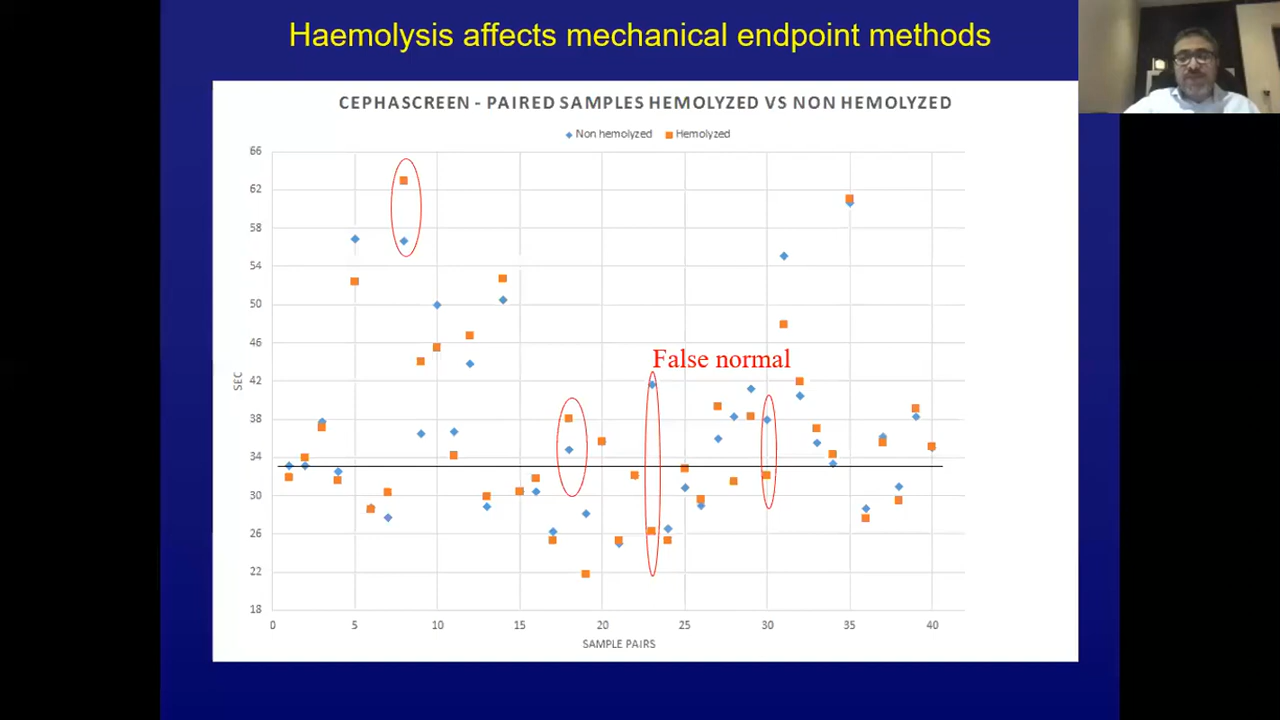 Haemolysis affects mechanical endpoint methods
CEPHASCREEN - PAIRED SAMPLES HEMOLYZED VS NON HEMOLYZED
Non hemolyzed Hemolyzed
66
62
58
54
50
46
42
38
34
30
26
22
18
SEC
False normal
0 5 10 15 20 25 30 35 40
SAMPLE PAIRS